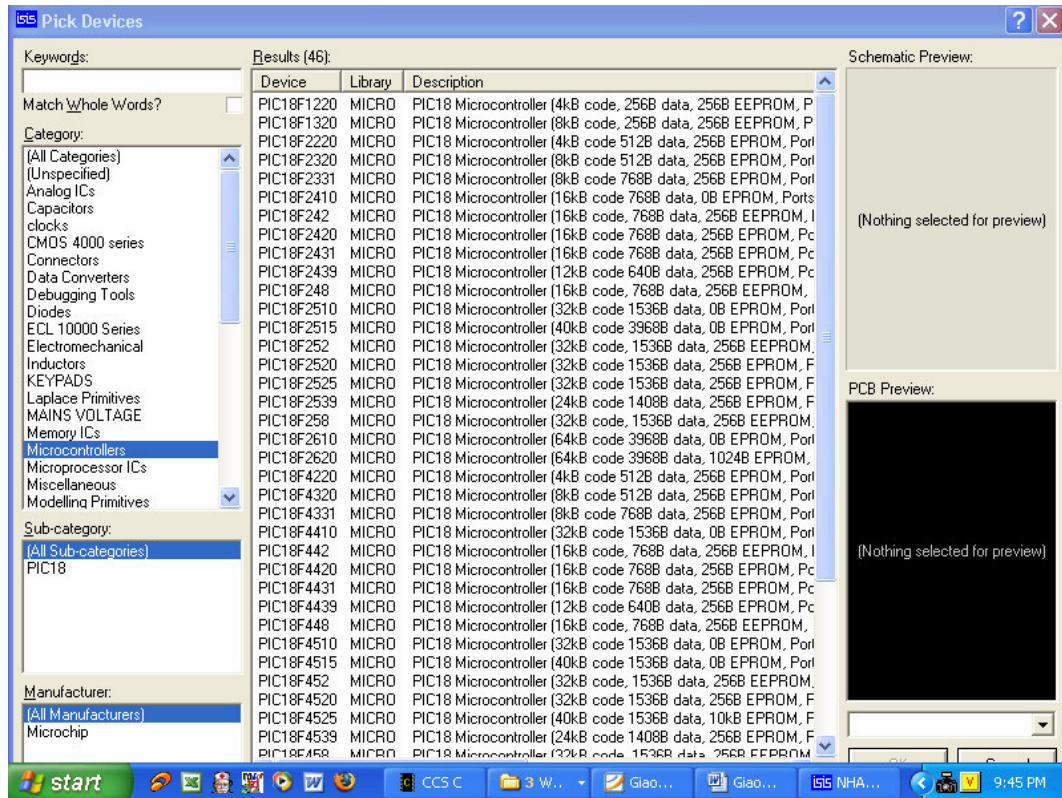 isis Pick Devices
Keywords:
Match Whole Words?
Category:
(All Categories)
(Unspecified)
Analog ICs
Capacitors
clocks
CMOS 4000 series
Connectors
Data Converters
Debugging Tools
Diodes
ECL 10000 Series
Electromechanical
Inductors
KEYPADS
Laplace Primitives
MAINS VOLTAGE
Memory ICs
Microcontrollers
Microprocessor ICs
Miscellaneous
Modelling Primitives
Sub-category:
(All Sub-categories)
PIC18
Manufacturer:
(All Manufacturers)
Microchip
Results (46):
Device Library Description
PIC18F1220 MICRO PIC18 Microcontroller (4kB code, 256B data, 256B EEPROM, P
PIC18F1320 MICRO PIC18 Microcontroller (8kB code, 256B data, 256B EEPROM, P
PIC18F2220 MICRO PIC18 Microcontroller (4kB code 512B data, 256B EPROM, Port
PIC18F2320 MICRO PIC18 Microcontroller (8kB code 512B data, 256B EPROM, Port
PIC18F2331 MICRO PIC18 Microcontroller (8kB code 768B data, 256B EPROM, Port
PIC18F2410 MICRO PIC18 Microcontroller (16kB code 768B data, 0B EPROM, Ports
PIC18F242 MICRO PIC18 Microcontroller (16kB code, 768B data, 256B EEPROM,
PIC18F2420 MICRO PIC18 Microcontroller (16kB code 768B data, 256B EPROM, Po
PIC18F2431 MICRO PIC18 Microcontroller (16kB code 768B data, 256B EPROM, Po
PIC18F2439 MICRO PIC18 Microcontroller (12kB code 640B data, 256B EPROM, Po
PIC18F248 MICRO PIC18 Microcontroller (16kB code, 768B data, 256B EEPROM,
PIC18F2510 MICRO PIC18 Microcontroller (32kB code 1536B data, 0B EPROM, Port
PIC18F2515 MICRO PIC18 Microcontroller (40kB code 3968B data, 0B EPROM, Port
PIC18F252 MICRO PIC18 Microcontroller (32kB code, 1536B data, 256B EEPROM,
PIC18F2520 MICRO PIC18 Microcontroller (32kB code 1536B data, 256B EPROM, F
PIC18F2525 MICRO PIC18 Microcontroller (32kB code 1536B data, 256B EPROM, F
PIC18F2539 MICRO PIC18 Microcontroller (24kB code 1408B data, 256B EPROM, F
PIC18F258 MICRO PIC18 Microcontroller (32kB code, 1536B data, 256B EEPROM,
PIC18F2610 MICRO PIC18 Microcontroller (64kB code 3968B data, 0B EPROM, Port
PIC18F2620 MICRO PIC18 Microcontroller (64kB code 3968B data, 1024B EPROM,
PIC18F4220 MICRO PIC18 Microcontroller (4kB code 512B data, 256B EPROM, Port
PIC18F4320 MICRO PIC18 Microcontroller (8kB code 512B data, 256B EPROM, Port
PIC18F4331 MICRO PIC18 Microcontroller (8kB code 768B data, 256B EPROM, Port
PIC18F4410 MICRO PIC18 Microcontroller (32kB code 1536B data, 0B EPROM, Port
PIC18F442 MICRO PIC18 Microcontroller (16kB code, 768B data, 256B EEPROM,
PIC18F4420 MICRO PIC18 Microcontroller (16kB code 768B data, 256B EPROM, Po
PIC18F4431 MICRO PIC18 Microcontroller (16kB code 768B data, 256B EPROM, Po
PIC18F4439 MICRO PIC18 Microcontroller (12kB code 640B data, 256B EPROM, Po
PIC18F448 MICRO PIC18 Microcontroller (16kB code, 768B data, 256B EEPROM,
PIC18F4510 MICRO PIC18 Microcontroller (32kB code 1536B data, 0B EPROM, Port
PIC18F4515 MICRO PIC18 Microcontroller (40kB code 1536B data, 0B EPROM, Port
PIC18F452 MICRO PIC18 Microcontroller (32kB code, 1536B data, 256B EEPROM,
PIC18F4520 MICRO PIC18 Microcontroller (32kB code 1536B data, 256B EPROM, F
PIC18F4525 MICRO PIC18 Microcontroller (40kB code 1536B data, 10kB EPROM, F
PIC18F4539 MICRO PIC18 Microcontroller (24kB code 1408B data, 256B EPROM, F
PIC18F458 MICRO PIC18 Microcontroller (32kB code, 1536B data, 256B EEPROM
Schematic Preview:
(Nothing selected for preview)
PCB Preview:
(Nothing selected for preview)
start CCS C 3 W... Giao... Giao... isis NHA... V 9:45 PM